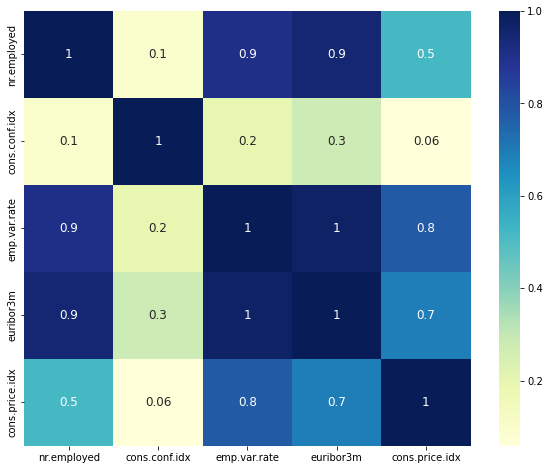 nr.employed 1 0.1 0.9 0.9 0.5
cons.conf.idx 0.1 1 0.2 0.3 0.06
emp.var.rate 0.9 0.2 1 1 0.8
euribor3m 0.9 0.3 1 1 0.7
cons.price.idx 0.5 0.06 0.8 0.7 1
nr.employed cons.conf.idx emp.var.rate euribor3m cons.price.idx
1.0
0.8
0.6
0.4
0.2